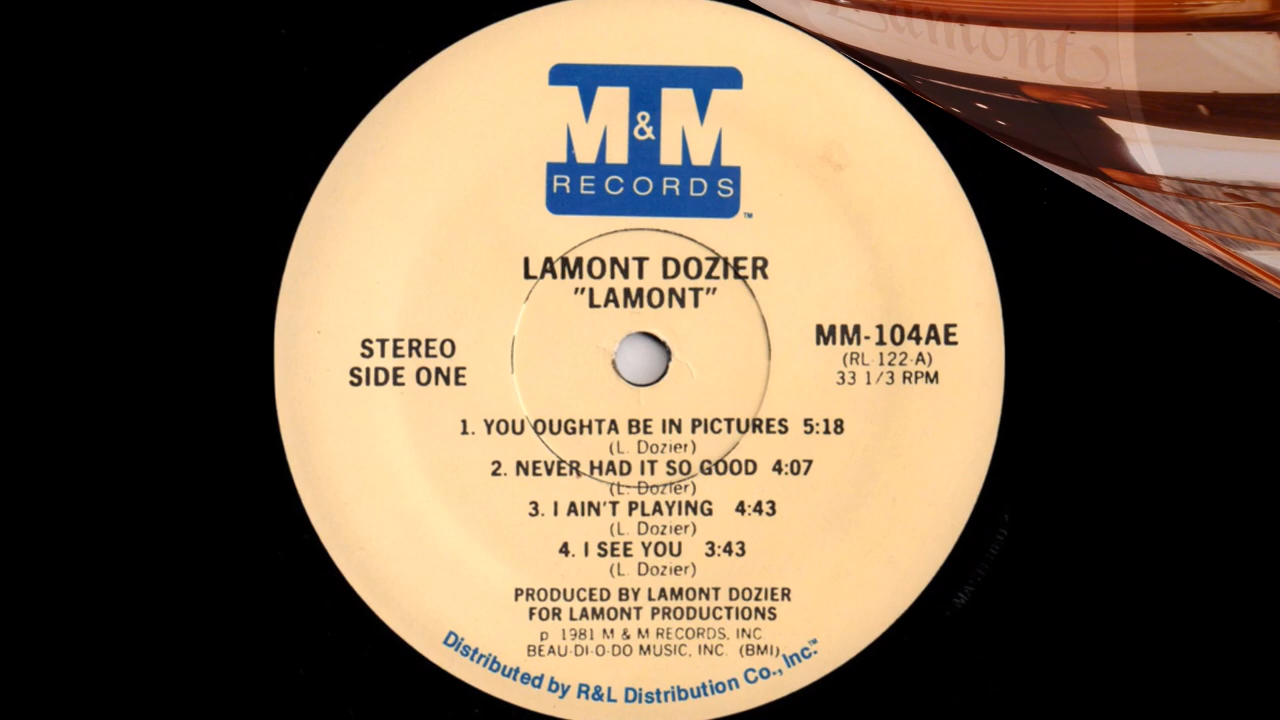 Lamont
M&M
RECORDS
™
LAMONT DOZIER
"LAMONT"
STEREO
SIDE ONE
MM-104AE
(RL-122-A)
33 1/3 RPM
1. YOU OUGHTA BE IN PICTURES 5:18
(L. Dozier)
2. NEVER HAD IT SO GOOD 4:07
(L. Dozier)
3. I AIN'T PLAYING 4:43
(L. Dozier)
4. I SEE YOU 3:43
(L. Dozier)
PRODUCED BY LAMONT DOZIER
FOR LAMONT PRODUCTIONS
p 1981 M & M RECORDS, INC
BEAU-DI-O-DO MUSIC, INC. (BMI)
Distributed by R&L Distribution Co., Inc.™